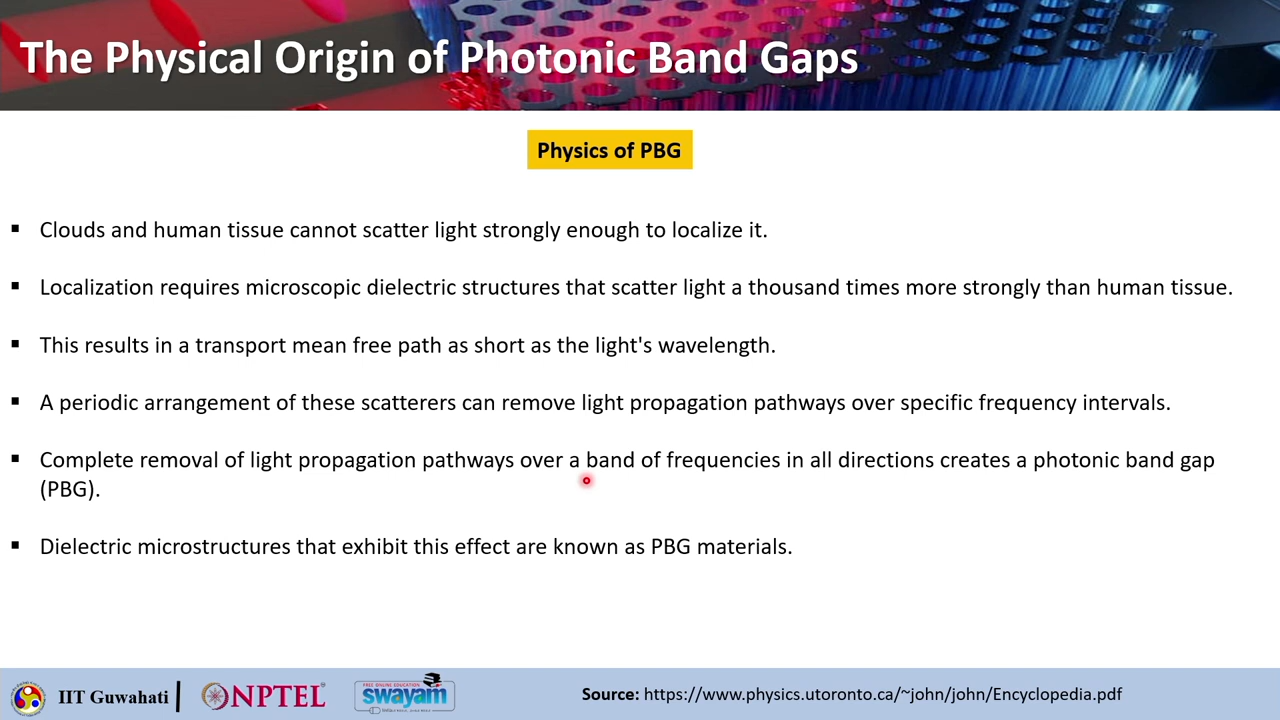 The Physical Origin of Photonic Band Gaps
Physics of PBG
▪ Clouds and human tissue cannot scatter light strongly enough to localize it.
▪ Localization requires microscopic dielectric structures that scatter light a thousand times more strongly than human tissue.
▪ This results in a transport mean free path as short as the light's wavelength.
▪ A periodic arrangement of these scatterers can remove light propagation pathways over specific frequency intervals.
▪ Complete removal of light propagation pathways over a band of frequencies in all directions creates a photonic band gap
(PBG).
▪ Dielectric microstructures that exhibit this effect are known as PBG materials.
IIT Guwahati
NPTEL
FREE ONLINE EDUCATION
swayam
Source: https://www.physics.utoronto.ca/~john/john/Encyclopedia.pdf